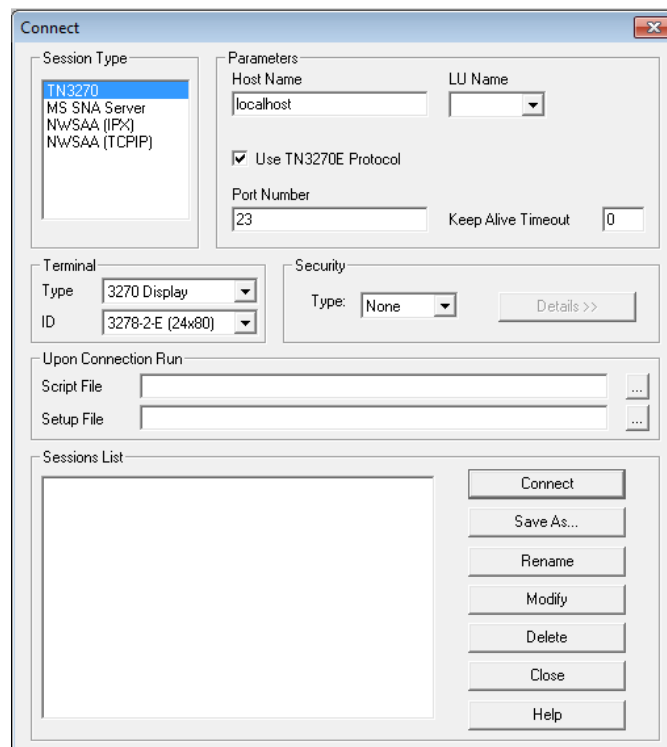 Connect
Session Type
TN3270
MS SNA Server
NWSAA (IPX)
NWSAA (TCPIP)
Parameters
Host Name
LU Name
localhost
Use TN3270E Protocol
Port Number
23
Keep Alive Timeout
0
Terminal
Type
3270 Display
ID
3278-2-E (24x80)
Security
Type:
None
Details >>
Upon Connection Run
Script File
...
Setup File
...
Sessions List
Connect
Save As...
Rename
Modify
Delete
Close
Help